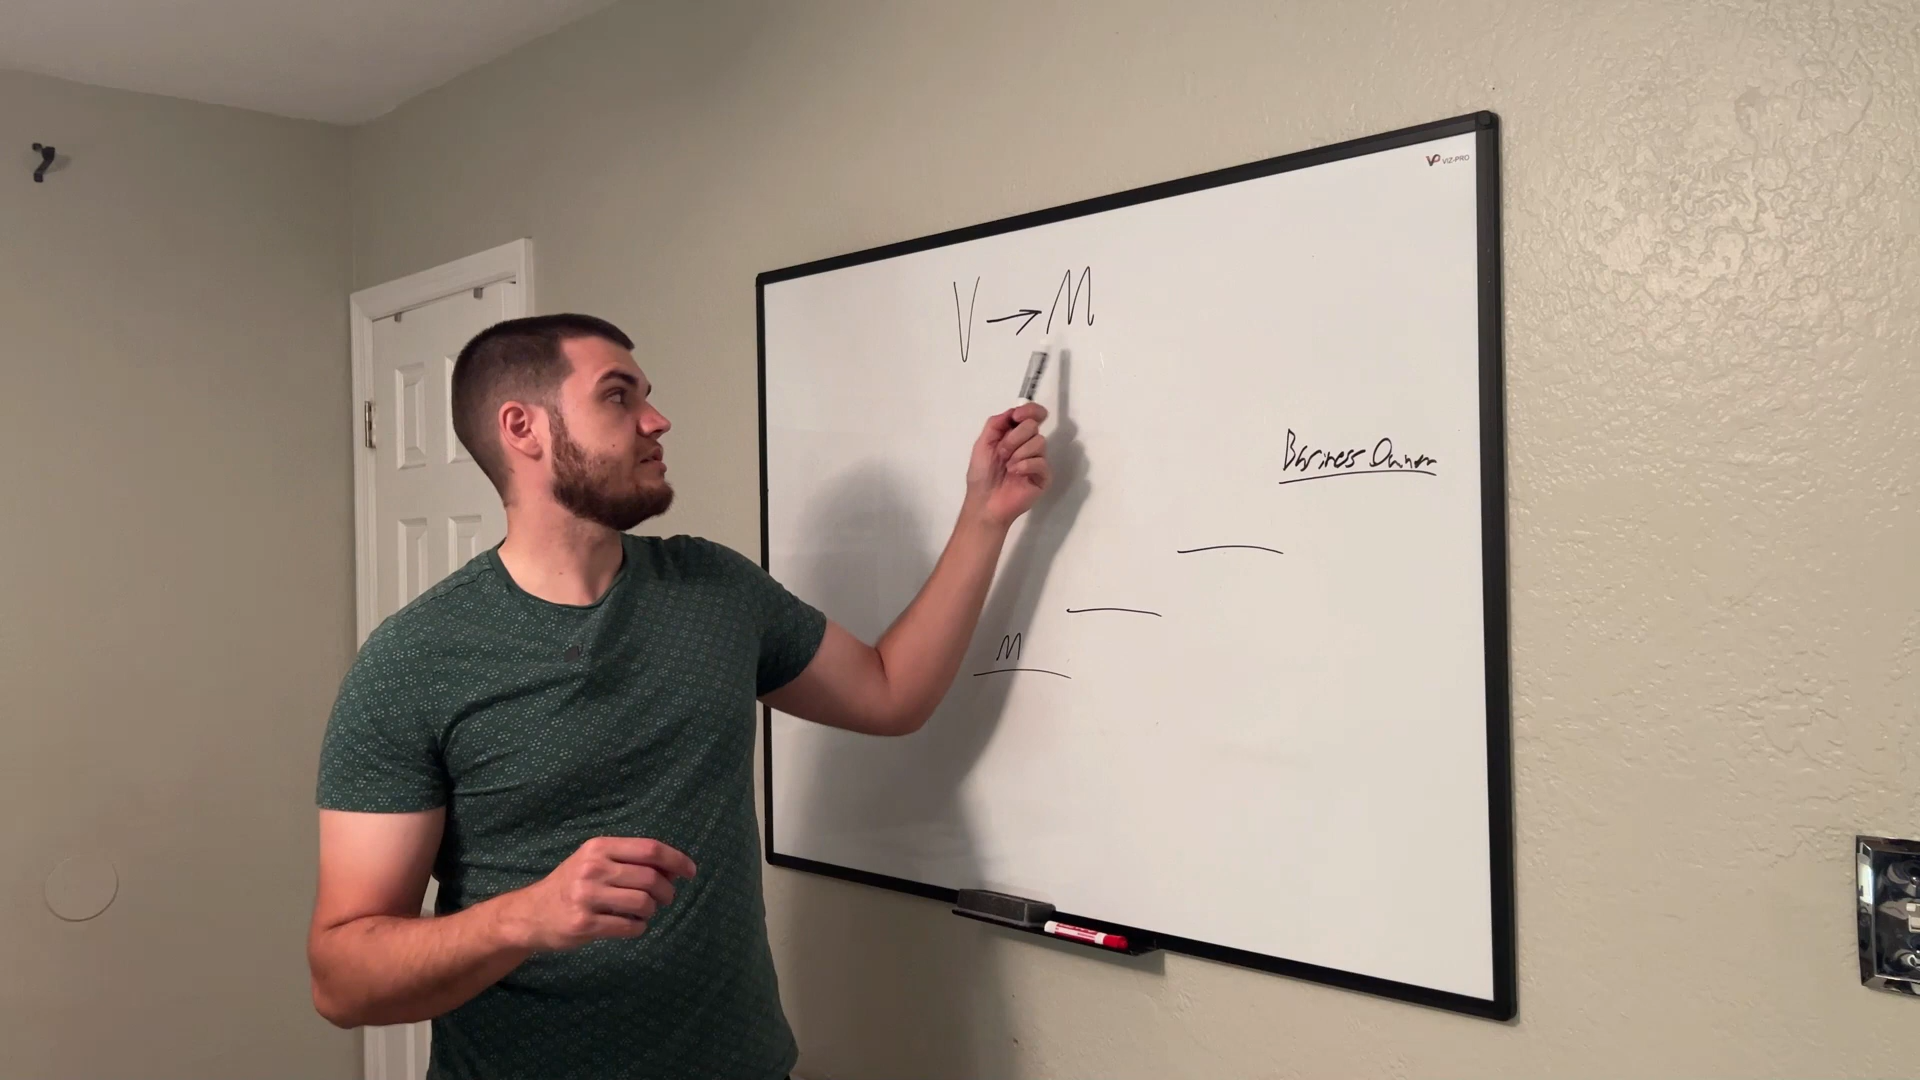 VIZ-PRO
V → M
Business Owner
M